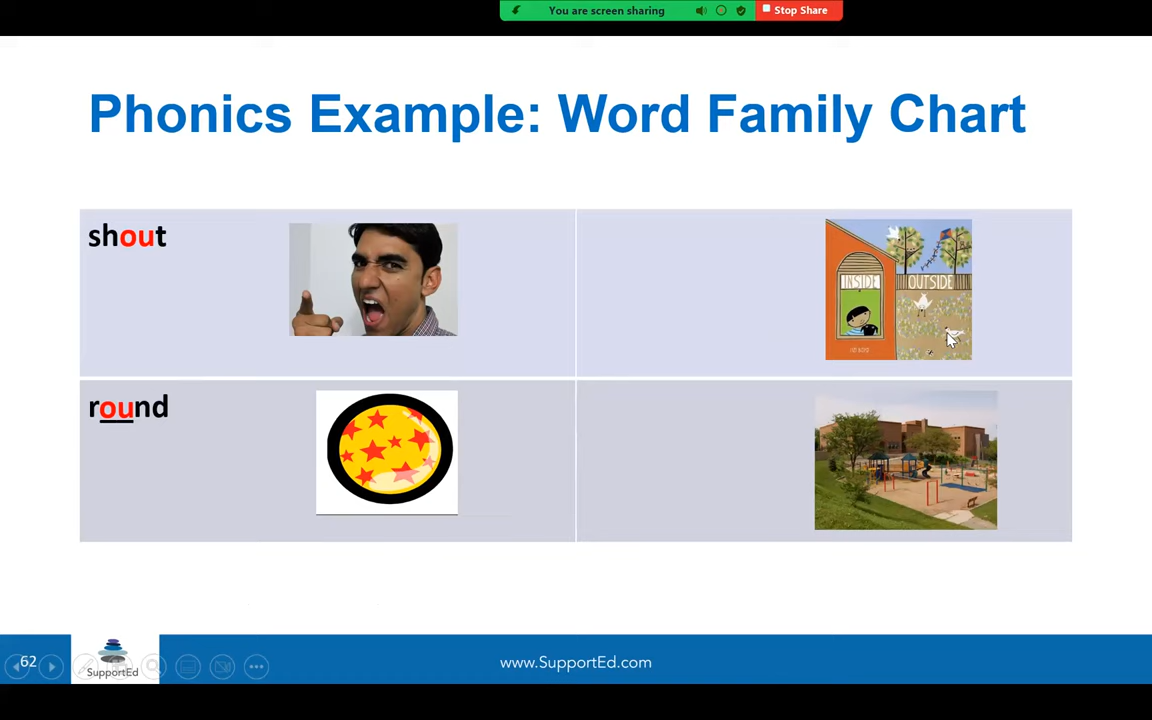 You are screen sharing
Stop Share
Phonics Example: Word Family Chart
shout
INSIDE
OUTSIDE
round
62
SupportEd
www.SupportEd.com